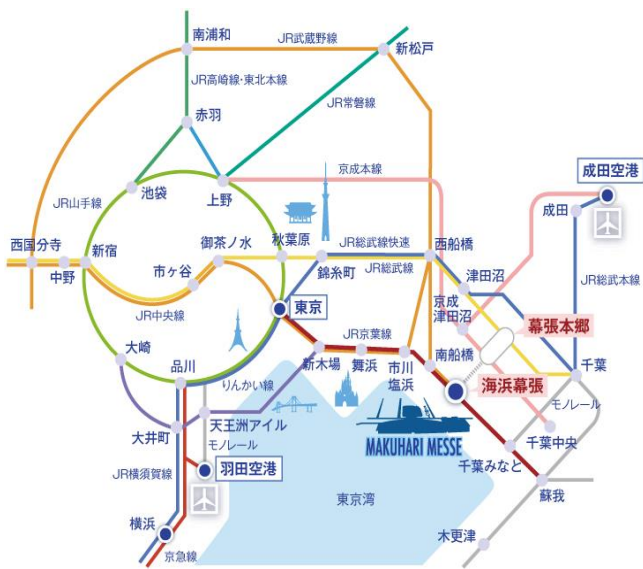 南浦和
JR武蔵野線
新松戸
JR高崎線・東北本線
赤羽
JR常磐線
池袋
上野
京成本線
成田空港
JR山手線
成田
西国分寺
中野
新宿
御茶ノ水
秋葉原
JR総武線快速
西船橋
市ヶ谷
錦糸町
JR総武線
津田沼
JR総武本線
JR中央線
東京
京成
津田沼
幕張本郷
JR京葉線
大崎
品川
りんかい線
新木場
舞浜
市川
塩浜
南船橋
海浜幕張
千葉
モノレール
大井町
天王洲アイル
モノレール
MAKUHARI MESSE
千葉中央
千葉みなと
JR横須賀線
羽田空港
東京湾
蘇我
横浜
京急線
木更津